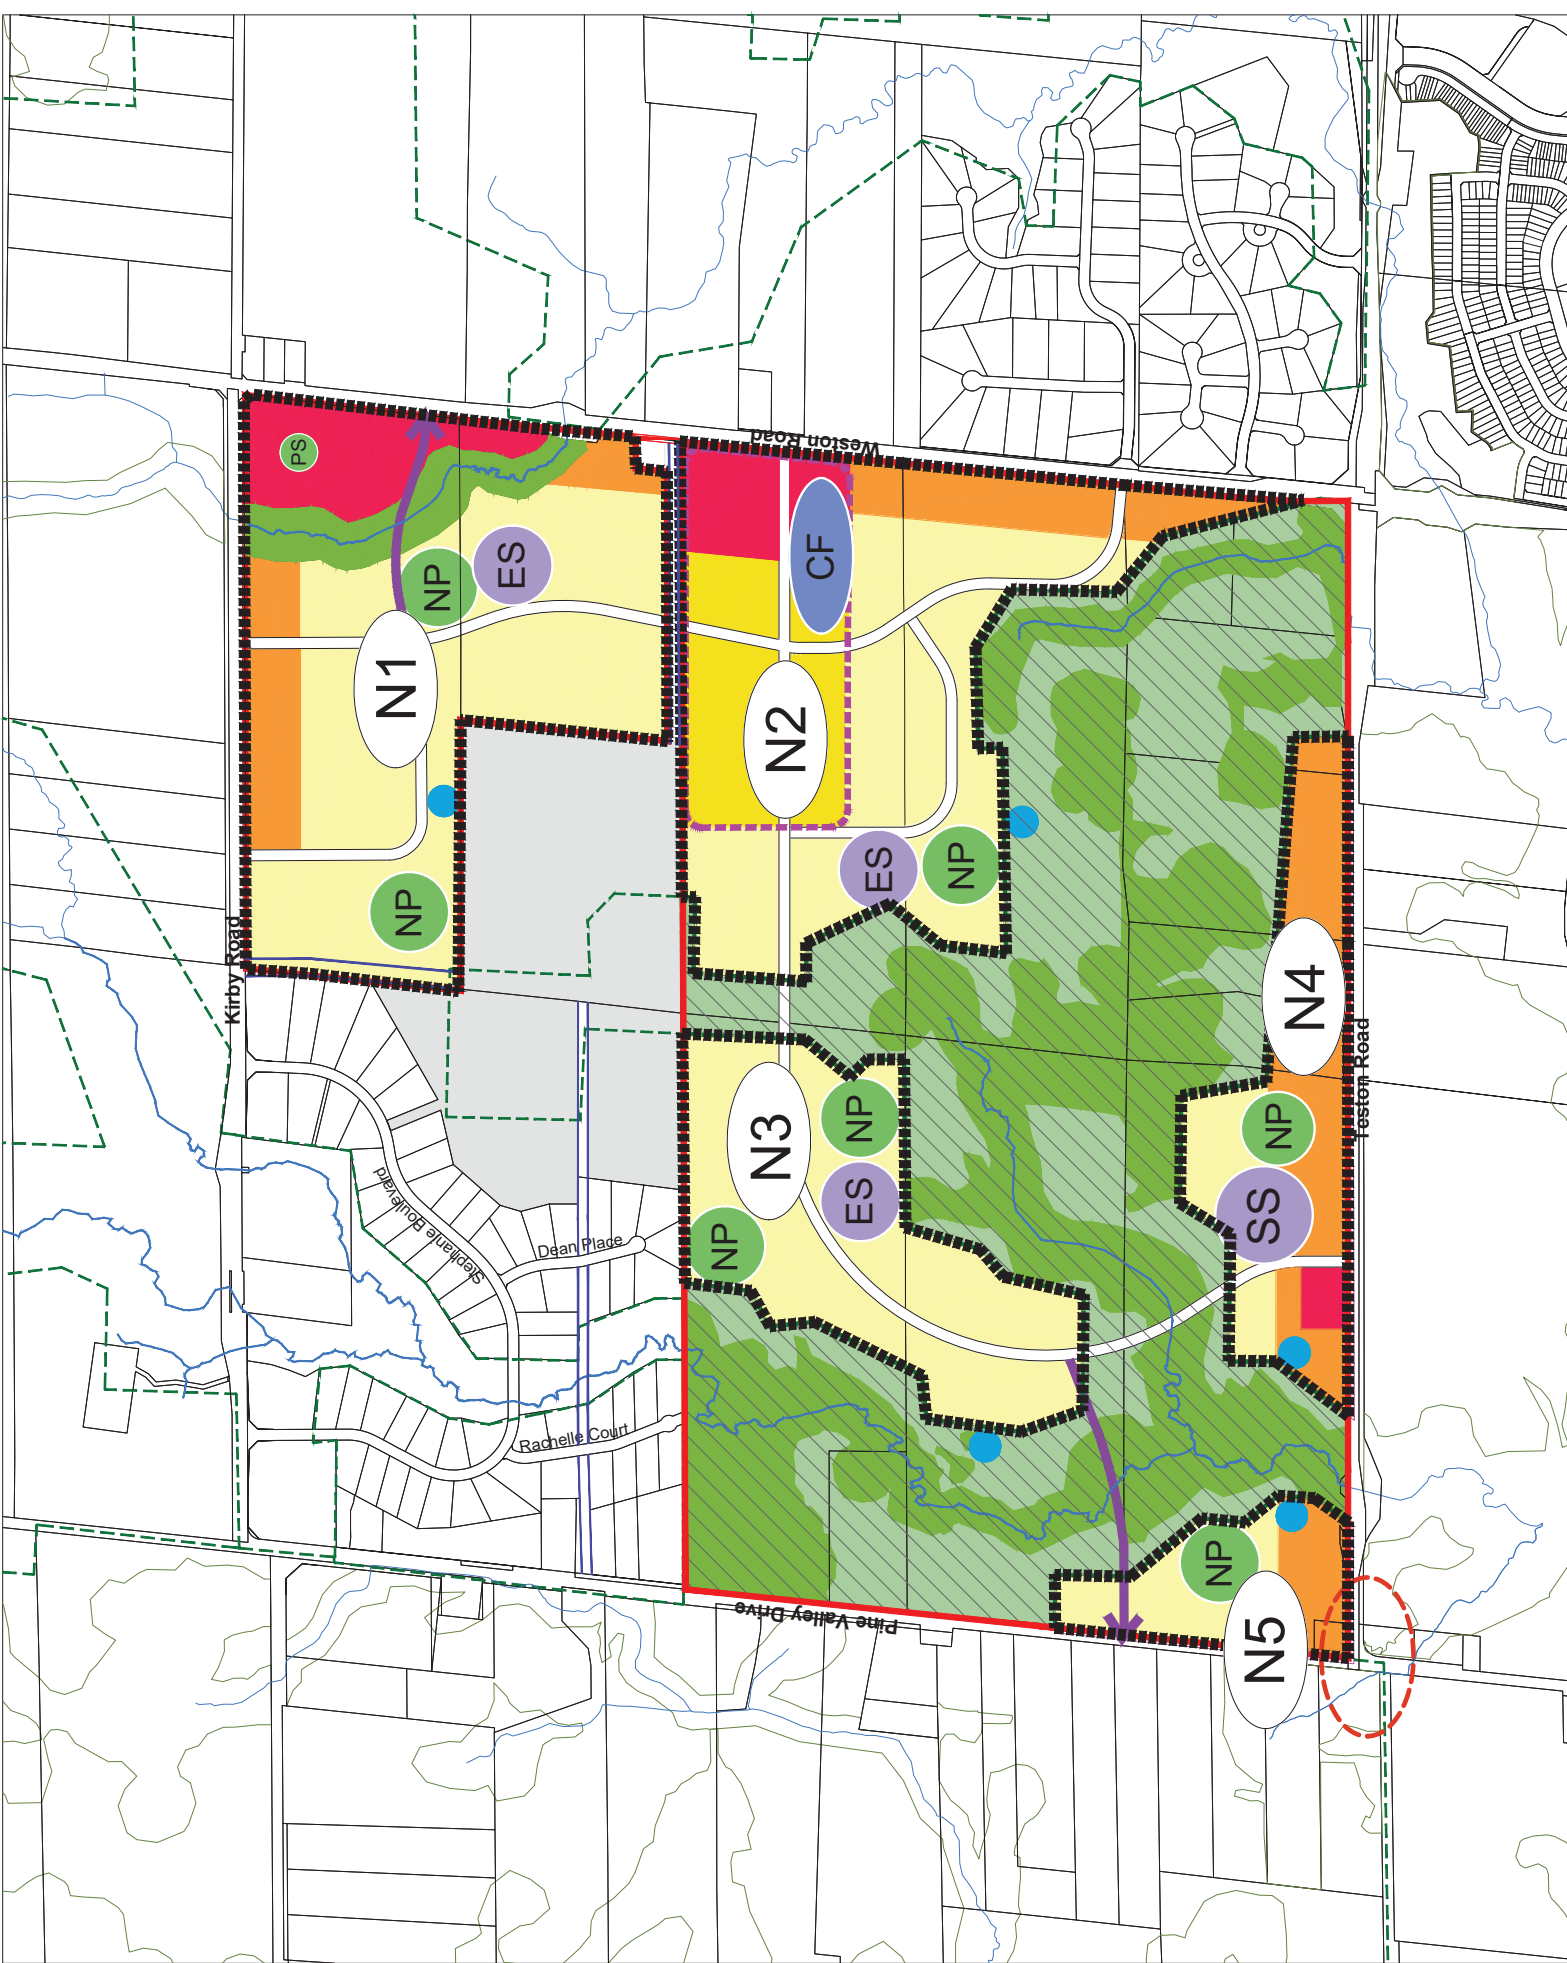 Weston Road
PS
NP
ES
CF
N1
N2
ES
NP
NP
Kirby Road
N4
Teston Road
N3
NP
ES
NP
NP
SS
Stephanie Boulevard
Dean Place
Rachelle Court
NP
N5
Pine Valley Drive